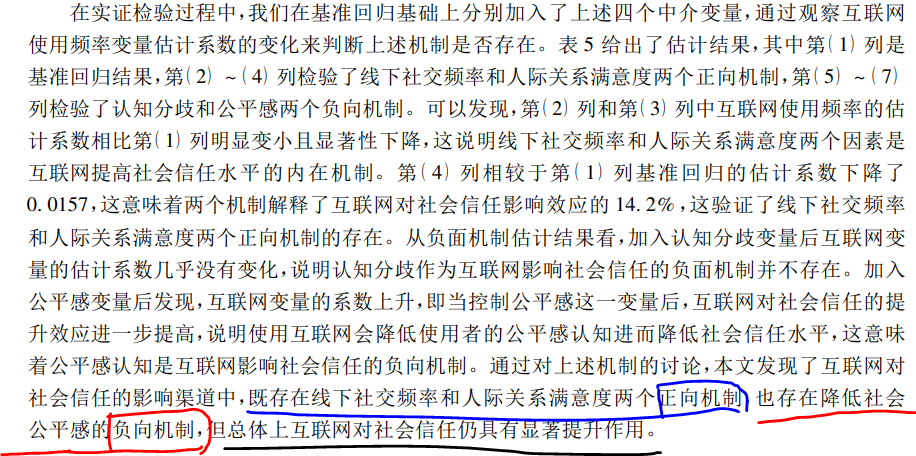 在实证检验过程中,我们在基准回归基础上分别加入了上述四个中介变量,通过观察互联网
使用频率变量估计系数的变化来判断上述机制是否存在。表 5 给出了估计结果,其中第(1)列是
基准回归结果,第(2)~(4)列检验了线下社交频率和人际关系满意度两个正向机制,第(5)~(7)
列检验了认知分歧和公平感两个负向机制。可以发现,第(2)列和第(3)列中互联网使用频率的估
计系数相比第(1)列明显变小且显著性下降,这说明线下社交频率和人际关系满意度两个因素是
互联网提高社会信任水平的内在机制。第(4)列相较于第(1)列基准回归的估计系数下降了
0.0157,这意味着两个机制解释了互联网对社会信任影响效应的 14.2%,这验证了线下社交频率
和人际关系满意度两个正向机制的存在。从负面机制估计结果看,加入认知分歧变量后互联网变
量的估计系数几乎没有变化,说明认知分歧作为互联网影响社会信任的负面机制并不存在。加入
公平感变量后发现,互联网变量的系数上升,即当控制公平感这一变量后,互联网对社会信任的提
升效应进一步提高,说明使用互联网会降低使用者的公平感认知进而降低社会信任水平,这意味
着公平感认知是互联网影响社会信任的负向机制。通过对上述机制的讨论,本文发现了互联网对
社会信任的影响渠道中,既存在线下社交频率和人际关系满意度两个正向机制,也存在降低社会
公平感的负向机制,但总体上互联网对社会信任仍具有显著提升作用。